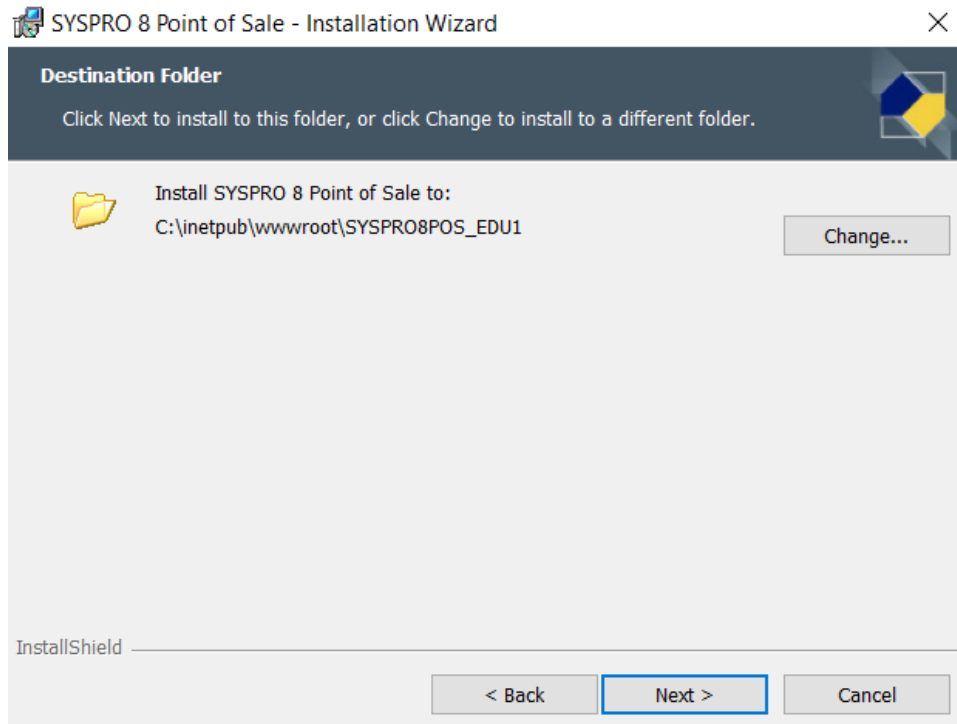 SYSPRO 8 Point of Sale - Installation Wizard
Destination Folder
Click Next to install to this folder, or click Change to install to a different folder.
Install SYSPRO 8 Point of Sale to:
C:\inetpub\wwwroot\SYSPRO8POS_EDU1
Change...
InstallShield
< Back
Next >
Cancel